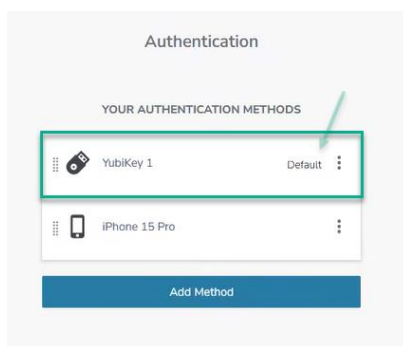 Authentication
YOUR AUTHENTICATION METHODS
YubiKey 1 Default
iPhone 15 Pro
Add Method